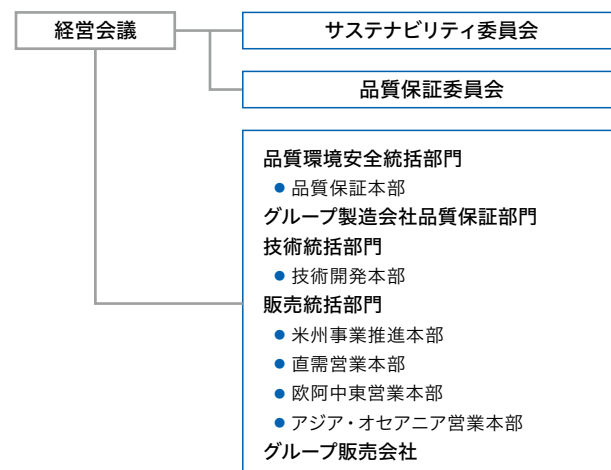 経営会議
サステナビリティ委員会
品質保証委員会
品質環境安全統括部門
● 品質保証本部
グループ製造会社品質保証部門
技術統括部門
● 技術開発本部
販売統括部門
● 米州事業推進本部
● 直需営業本部
● 欧阿中東営業本部
● アジア・オセアニア営業本部
グループ販売会社